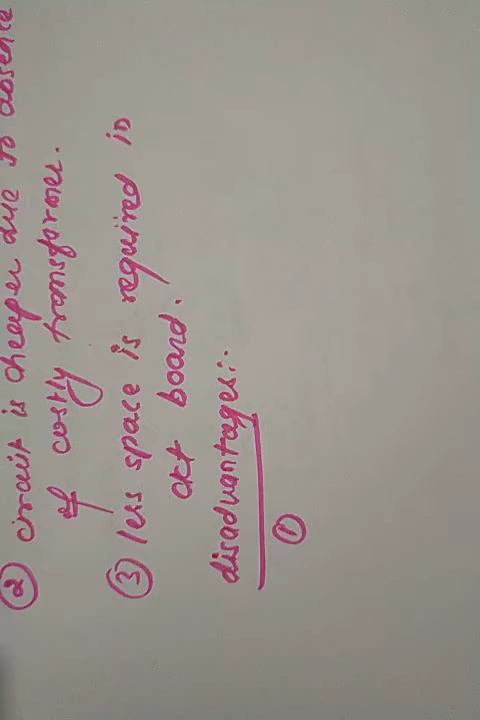 ② circuit is cheaper due to absence
of costly transformer.
③ less space is required in
ckt board.
disadvantages:-
①